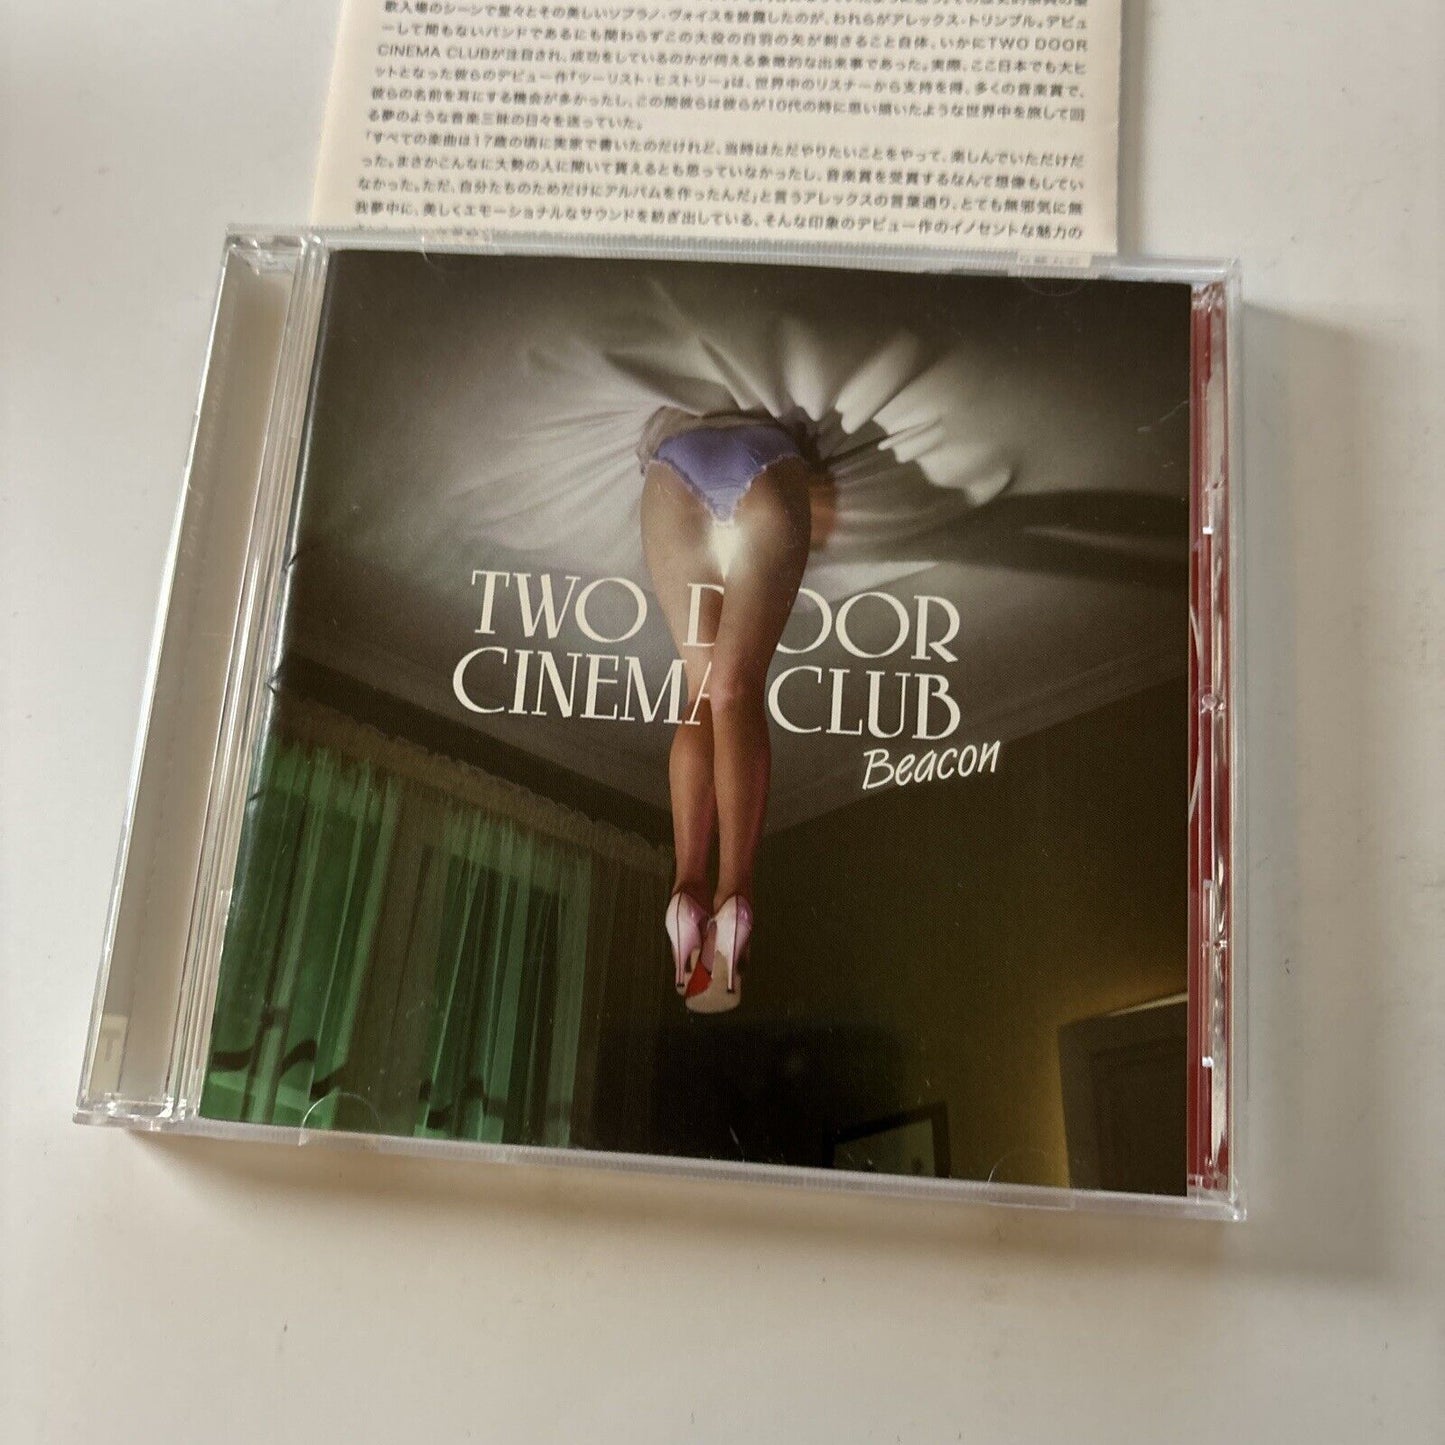 歌入場のシーンで堂々とその美しいソプラノ・ヴォイスを披露したのが、われらがアレックス・トリンブル。デビュ
ーして間もないバンドであるにも関わらずこの大役の白羽の矢が刺さること自体、いかにTWO DOOR
CINEMA CLUBが注目され、成功をしているのかが伺える象徴的な出来事であった。実際、ここ日本でも大ヒ
ットとなった彼らのデビュー作『ツーリスト・ヒストリー』は、世界中のリスナーから支持を得、多くの音楽賞で、
彼らの名前を耳にする機会が多かったし、この間彼らは彼らが10代の時に思い描いたような世界中を旅して回
る夢のような音楽三昧の日々を送っていた。
「すべての楽曲は17歳の頃に実家で書いたのだけれど、当時はただやりたいことをやって、楽しんでいただけだ
った。まさかこんなに大勢の人に聞いて貰えるとも思っていなかったし、音楽賞を受賞するなんて想像もしてい
なかった。ただ、自分たちのためだけにアルバムを作ったんだ」と言うアレックスの言葉通り、とても無邪気に無
我夢中に、美しくエモーショナルなサウンドを紡ぎ出している、そんな印象のデビュー作のイノセントな魅力の
TWO DOOR
CINEMA CLUB
Beacon